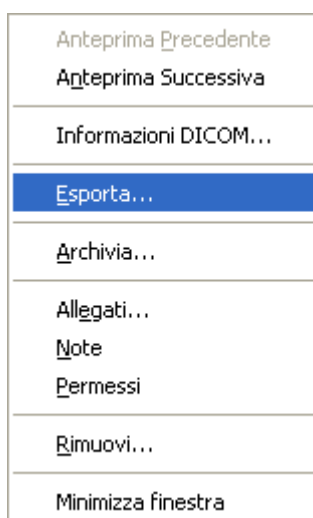 Anteprima Precedente
Anteprima Successiva
Informazioni DICOM...
Esporta...
Archivia...
Allegati...
Note
Permessi
Rimuovi...
Minimizza finestra